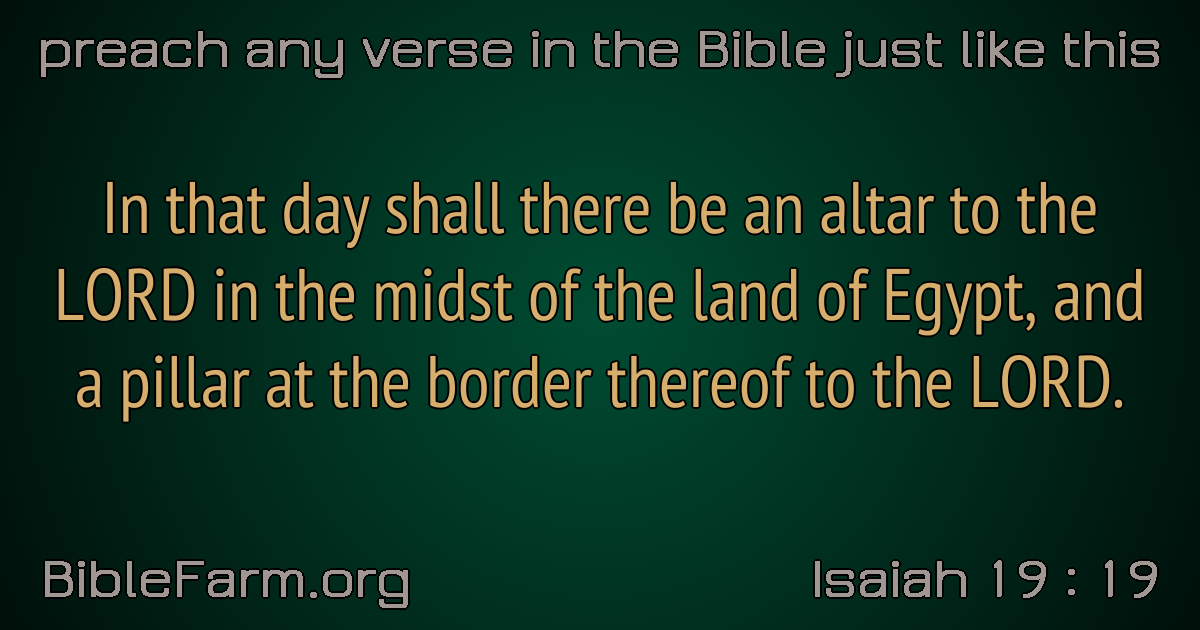 preach any verse in the Bible just like this
In that day shall there be an altar to the
LORD in the midst of the land of Egypt, and
a pillar at the border thereof to the LORD.
BibleFarm.org
Isaiah 19 : 19